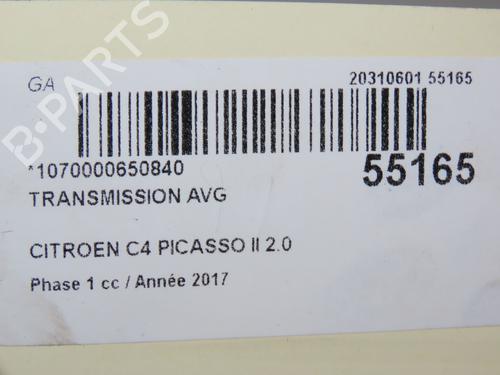 GA
20310601 55165
*1070000650840
55165
TRANSMISSION AVG
CITROEN C4 PICASSO II 2.0
Phase 1 cc / Année 2017
B-PARTS